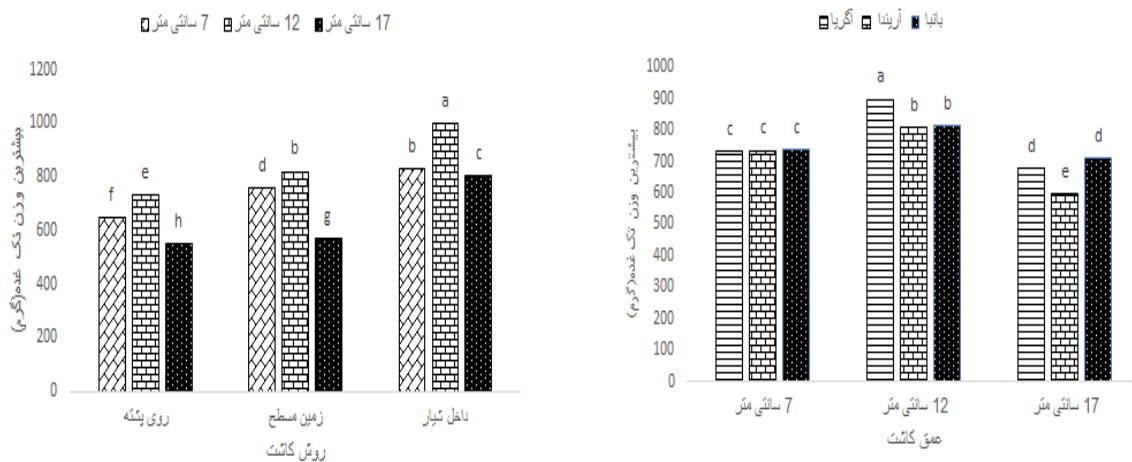 7 سانتی متر 12 سانتی متر 17 سانتی متر
بیشترین وزن تک غده(گرم)
1200
1000
800
600
400
200
0
f e h d b g b a c
روی پشته زمین مسطح داخل شیار
روش کاشت
آگریا آریندا بانبا
بیشترین وزن تک غده(گرم)
1000
900
800
700
600
500
400
300
200
100
0
c c c a b b d e d
7 سانتی متر 12 سانتی متر 17 سانتی متر
عمق کاشت